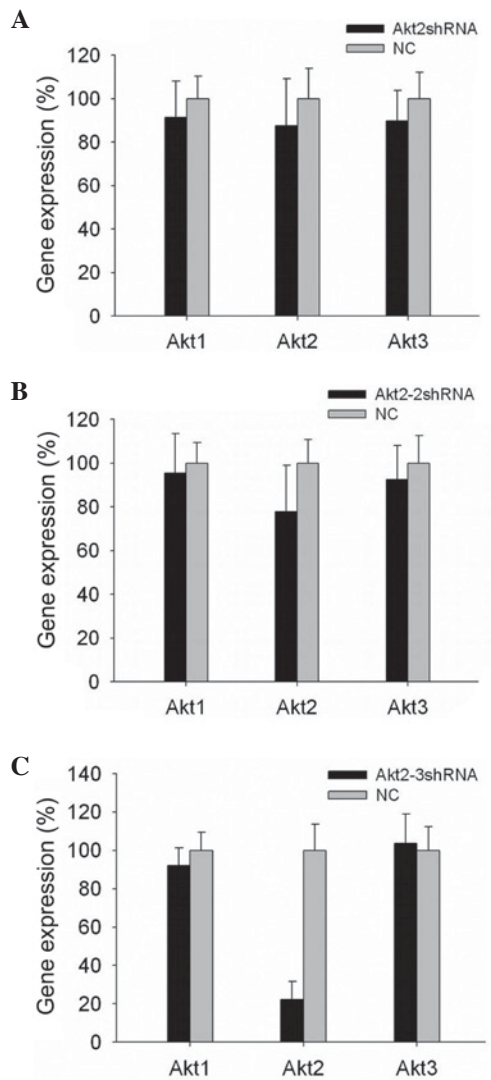 A
Akt2shRNA
NC
Gene expression (%)
120
100
80
60
40
20
0
Akt1 Akt2 Akt3
B
Akt2-2shRNA
NC
Gene expression (%)
120
100
80
60
40
20
0
Akt1 Akt2 Akt3
C
Akt2-3shRNA
NC
Gene expression (%)
140
120
100
80
60
40
20
0
Akt1 Akt2 Akt3